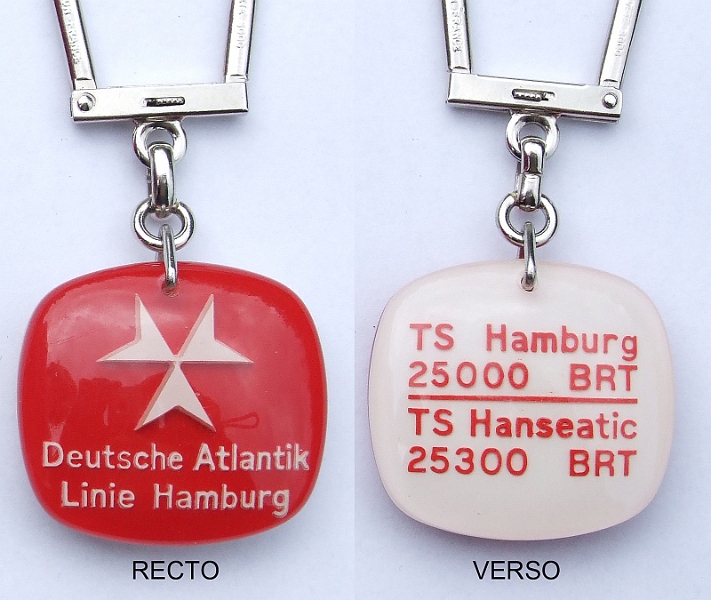 Deutsche Atlantik
Linie Hamburg
RECTO
TS Hamburg
25000 BRT
TS Hanseatic
25300 BRT
VERSO